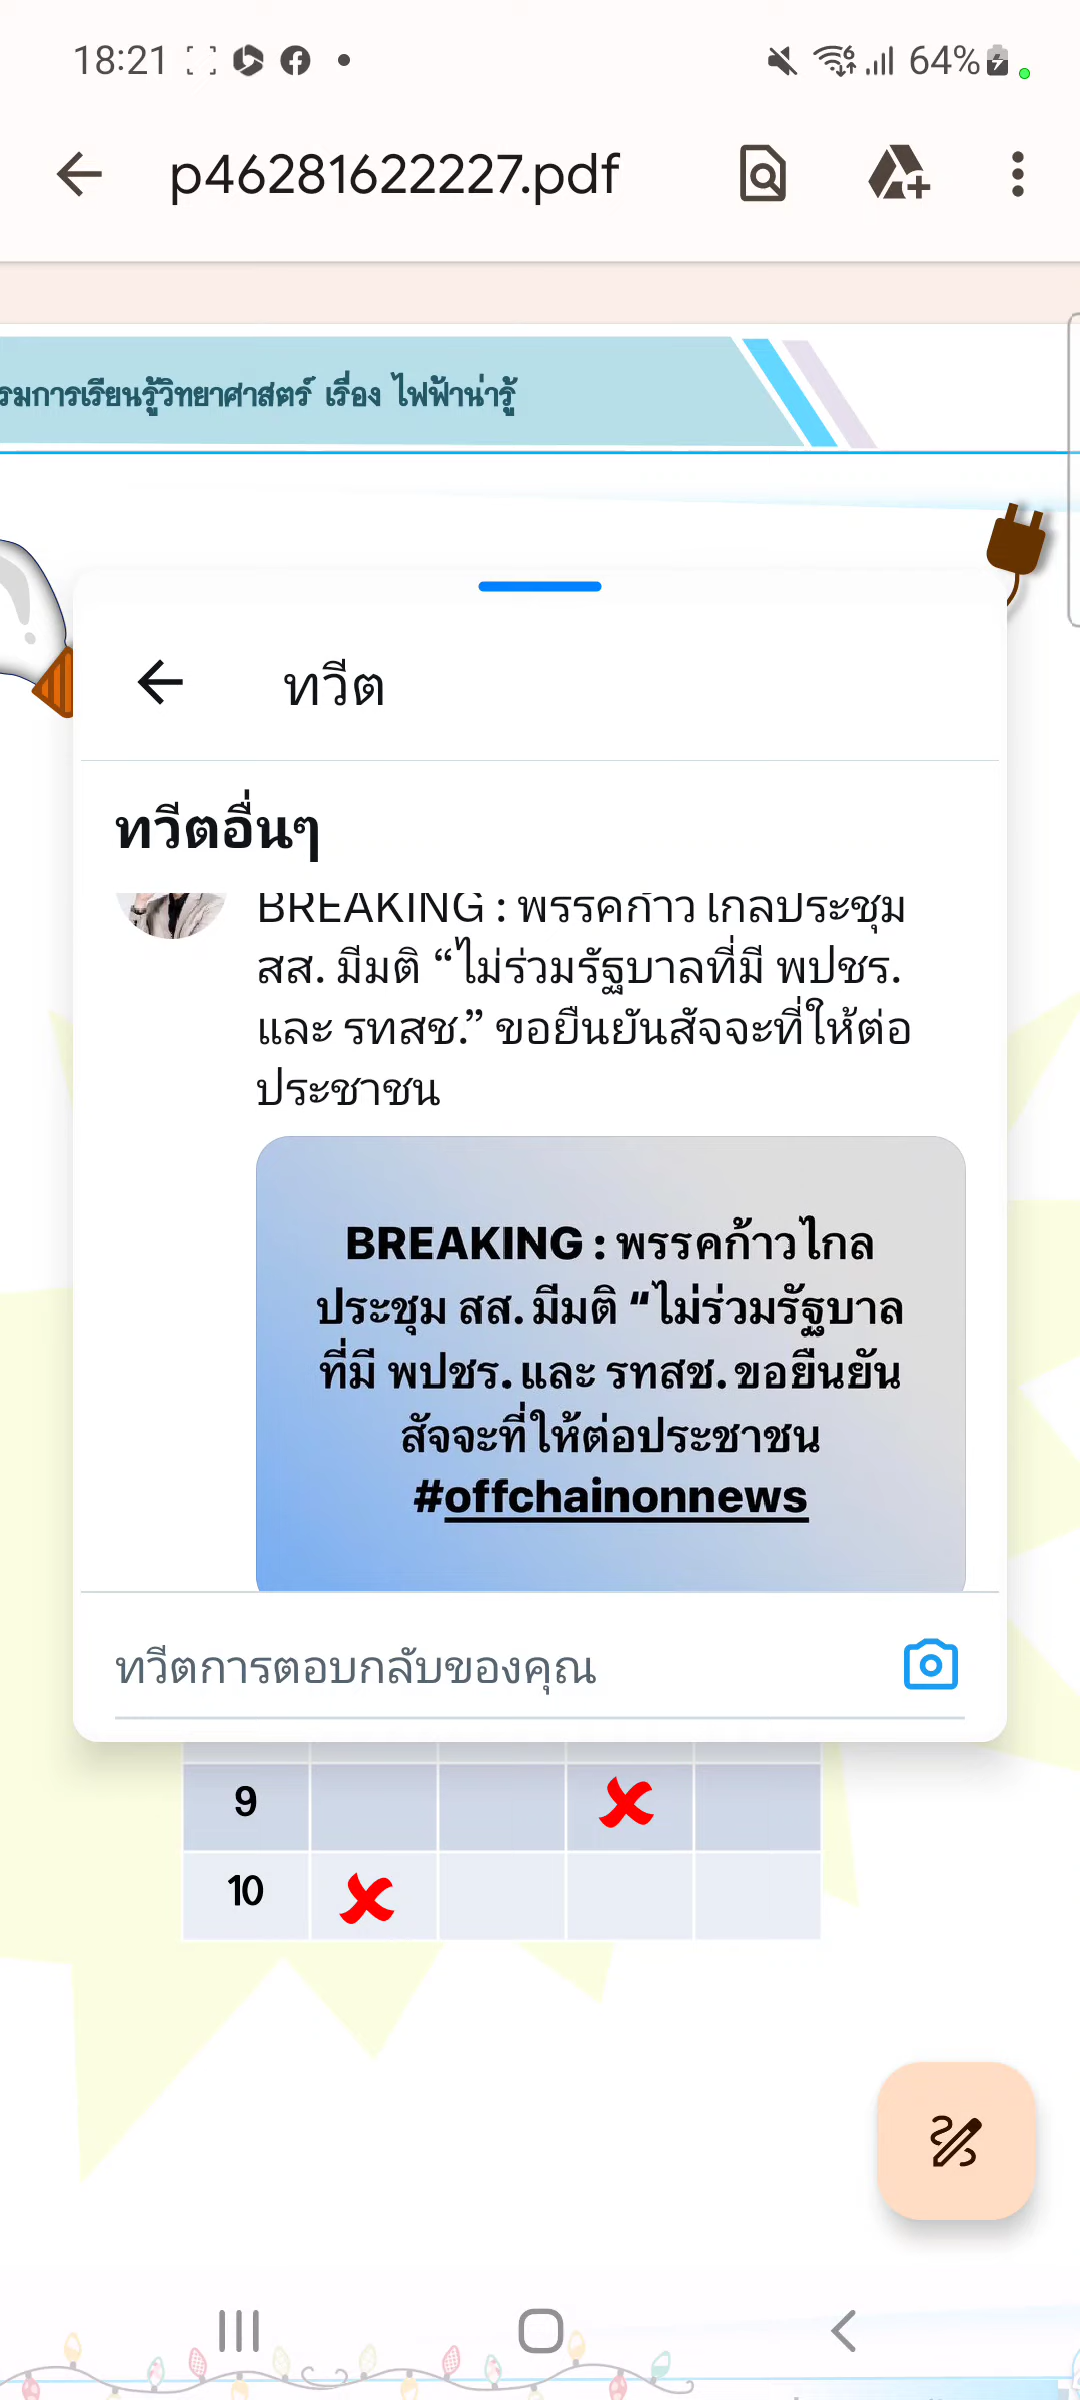 18:21
64%
p46281622227.pdf
รมการเรียนรู้วิทยาศาสตร์ เรื่อง ไฟฟ้าน่ารู้
ทวีต
ทวีตอื่นๆ
BREAKING : พรรคก้าวไกลประชุม
สส. มีมติ “ไม่ร่วมรัฐบาลที่มี พปชร.
และ รทสช.” ขอยืนยันสัจจะที่ให้ต่อ
ประชาชน
BREAKING : พรรคก้าวไกล
ประชุม สส. มีมติ “ไม่ร่วมรัฐบาล
ที่มี พปชร. และ รทสช. ขอยืนยัน
สัจจะที่ให้ต่อประชาชน
#offchainonnews
ทวีตการตอบกลับของคุณ
9
10